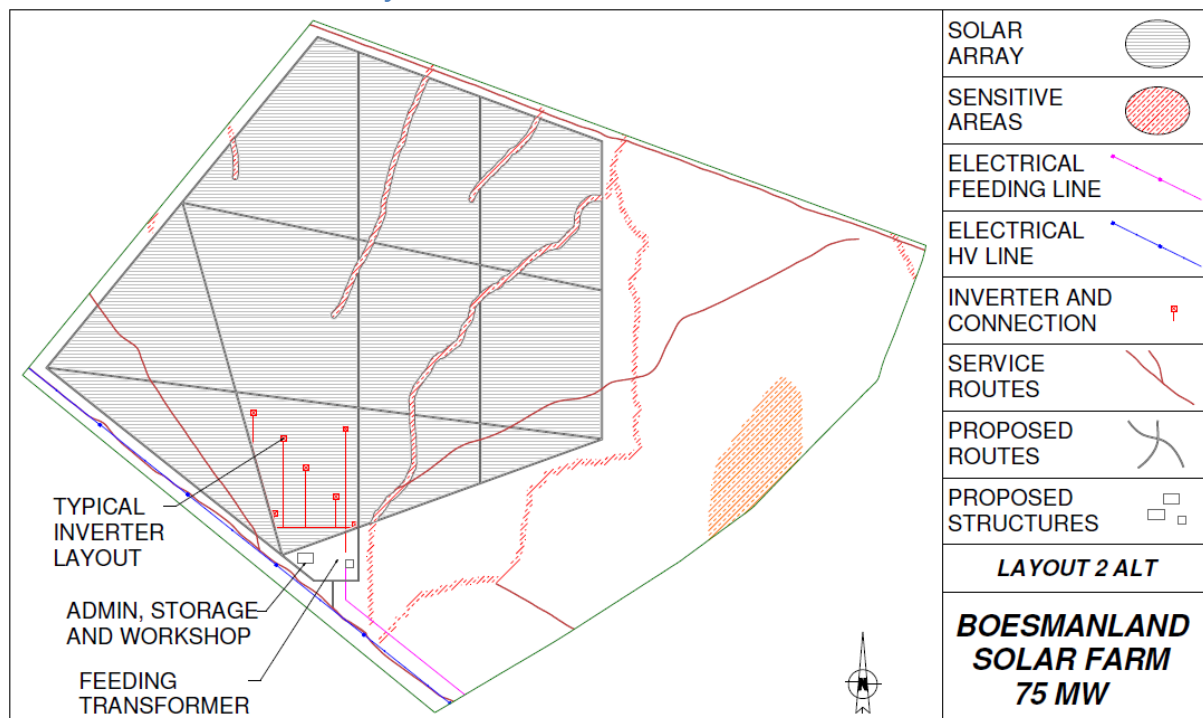 SOLAR
ARRAY
SENSITIVE
AREAS
ELECTRICAL
FEEDING LINE
ELECTRICAL
HV LINE
INVERTER AND
CONNECTION
SERVICE
ROUTES
PROPOSED
ROUTES
PROPOSED
STRUCTURES
LAYOUT 2 ALT
BOESMANLAND
SOLAR FARM
75 MW
TYPICAL
INVERTER
LAYOUT
ADMIN, STORAGE
AND WORKSHOP
FEEDING
TRANSFORMER
N